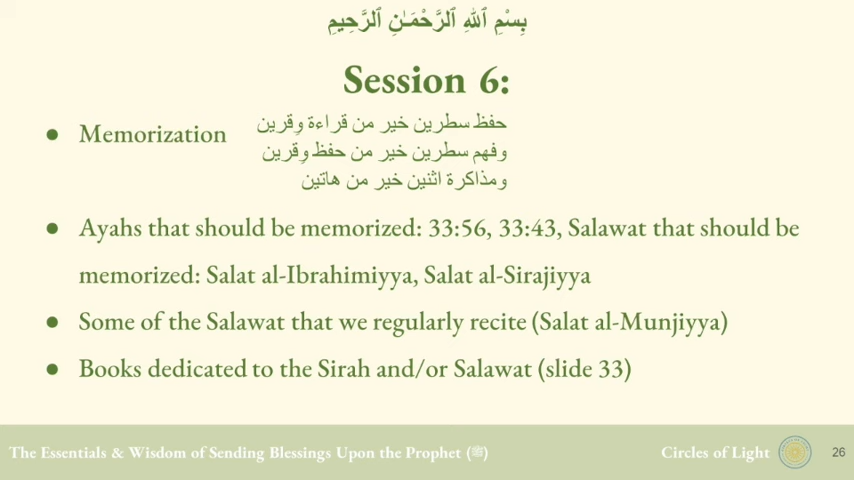 بِسْمِ ٱللهِ ٱلرَّحْمَـٰنِ ٱلرَّحِيمِ
Session 6:
● Memorization
حفظ سطرين خير من قراءة وِقرين
وفهم سطرين خير من حفظ وِقرين
ومذاكرة اثنين خير من هاتين
● Ayahs that should be memorized: 33:56, 33:43, Salawat that should be
memorized: Salat al-Ibrahimiyya, Salat al-Sirajiyya
● Some of the Salawat that we regularly recite (Salat al-Munjiyya)
● Books dedicated to the Sirah and/or Salawat (slide 33)
The Essentials & Wisdom of Sending Blessings Upon the Prophet (ﷺ)
Circles of Light
26